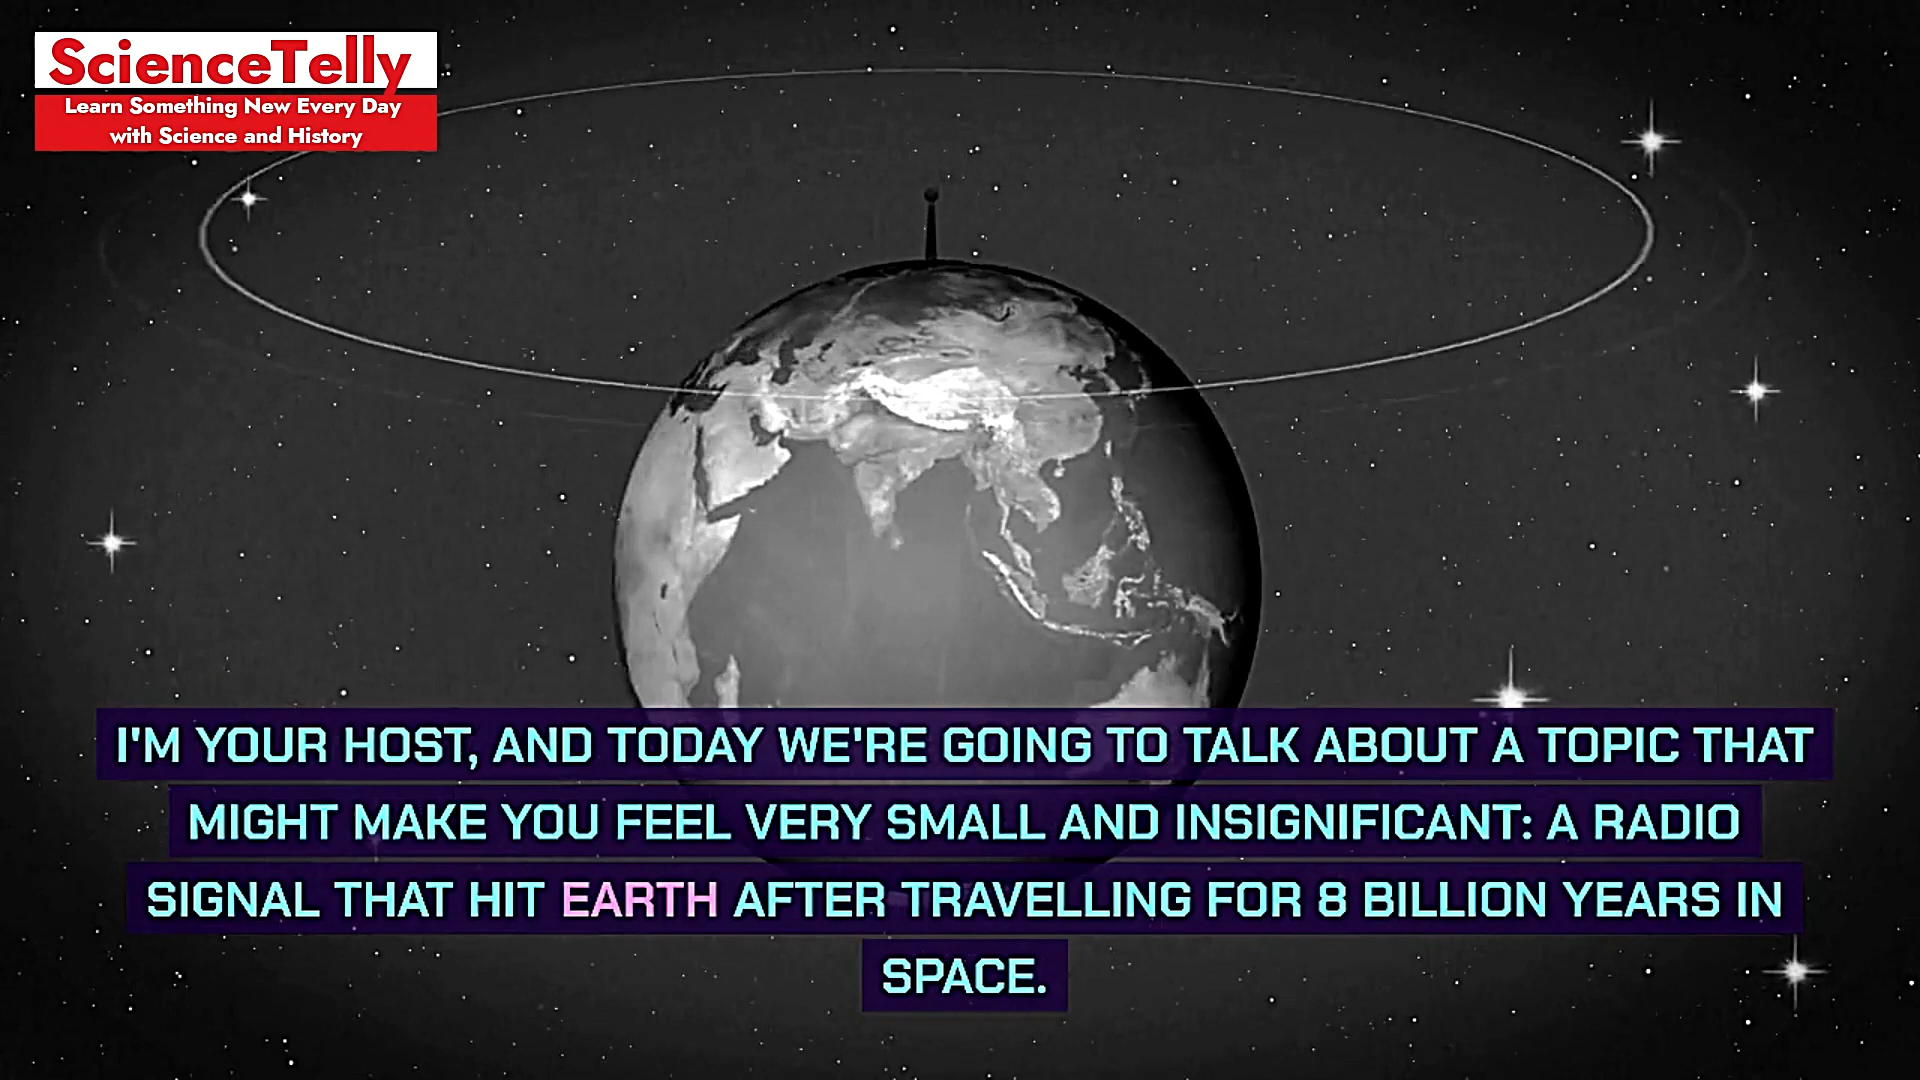 ScienceTelly
Learn Something New Every Day
with Science and History
I'M YOUR HOST, AND TODAY WE'RE GOING TO TALK ABOUT A TOPIC THAT
MIGHT MAKE YOU FEEL VERY SMALL AND INSIGNIFICANT: A RADIO
SIGNAL THAT HIT EARTH AFTER TRAVELLING FOR 8 BILLION YEARS IN
SPACE.